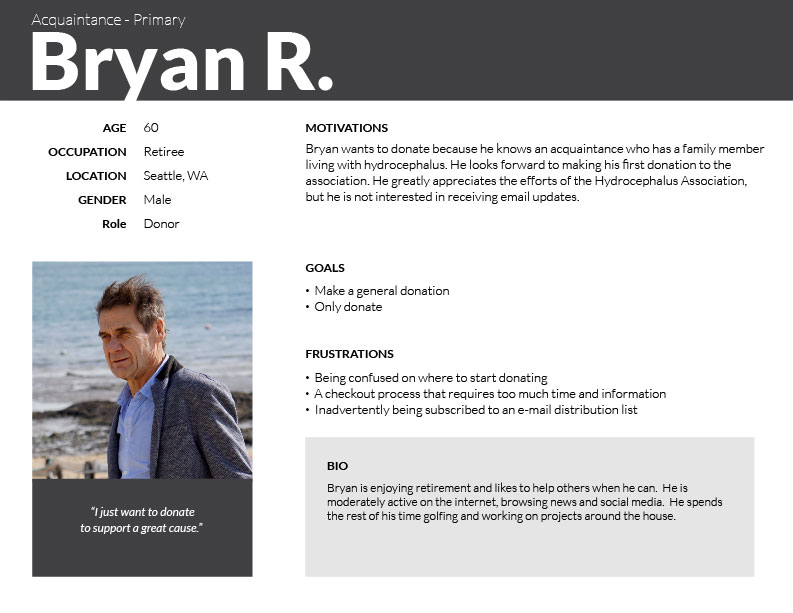 Acquaintance - Primary
Bryan R.
AGE 60
OCCUPATION Retiree
LOCATION Seattle, WA
GENDER Male
Role Donor
MOTIVATIONS
Bryan wants to donate because he knows an acquaintance who has a family member
living with hydrocephalus. He looks forward to making his first donation to the
association. He greatly appreciates the efforts of the Hydrocephalus Association,
but he is not interested in receiving email updates.
GOALS
• Make a general donation
• Only donate
FRUSTRATIONS
• Being confused on where to start donating
• A checkout process that requires too much time and information
• Inadvertently being subscribed to an e-mail distribution list
“I just want to donate
to support a great cause.”
BIO
Bryan is enjoying retirement and likes to help others when he can. He is
moderately active on the internet, browsing news and social media. He spends
the rest of his time golfing and working on projects around the house.